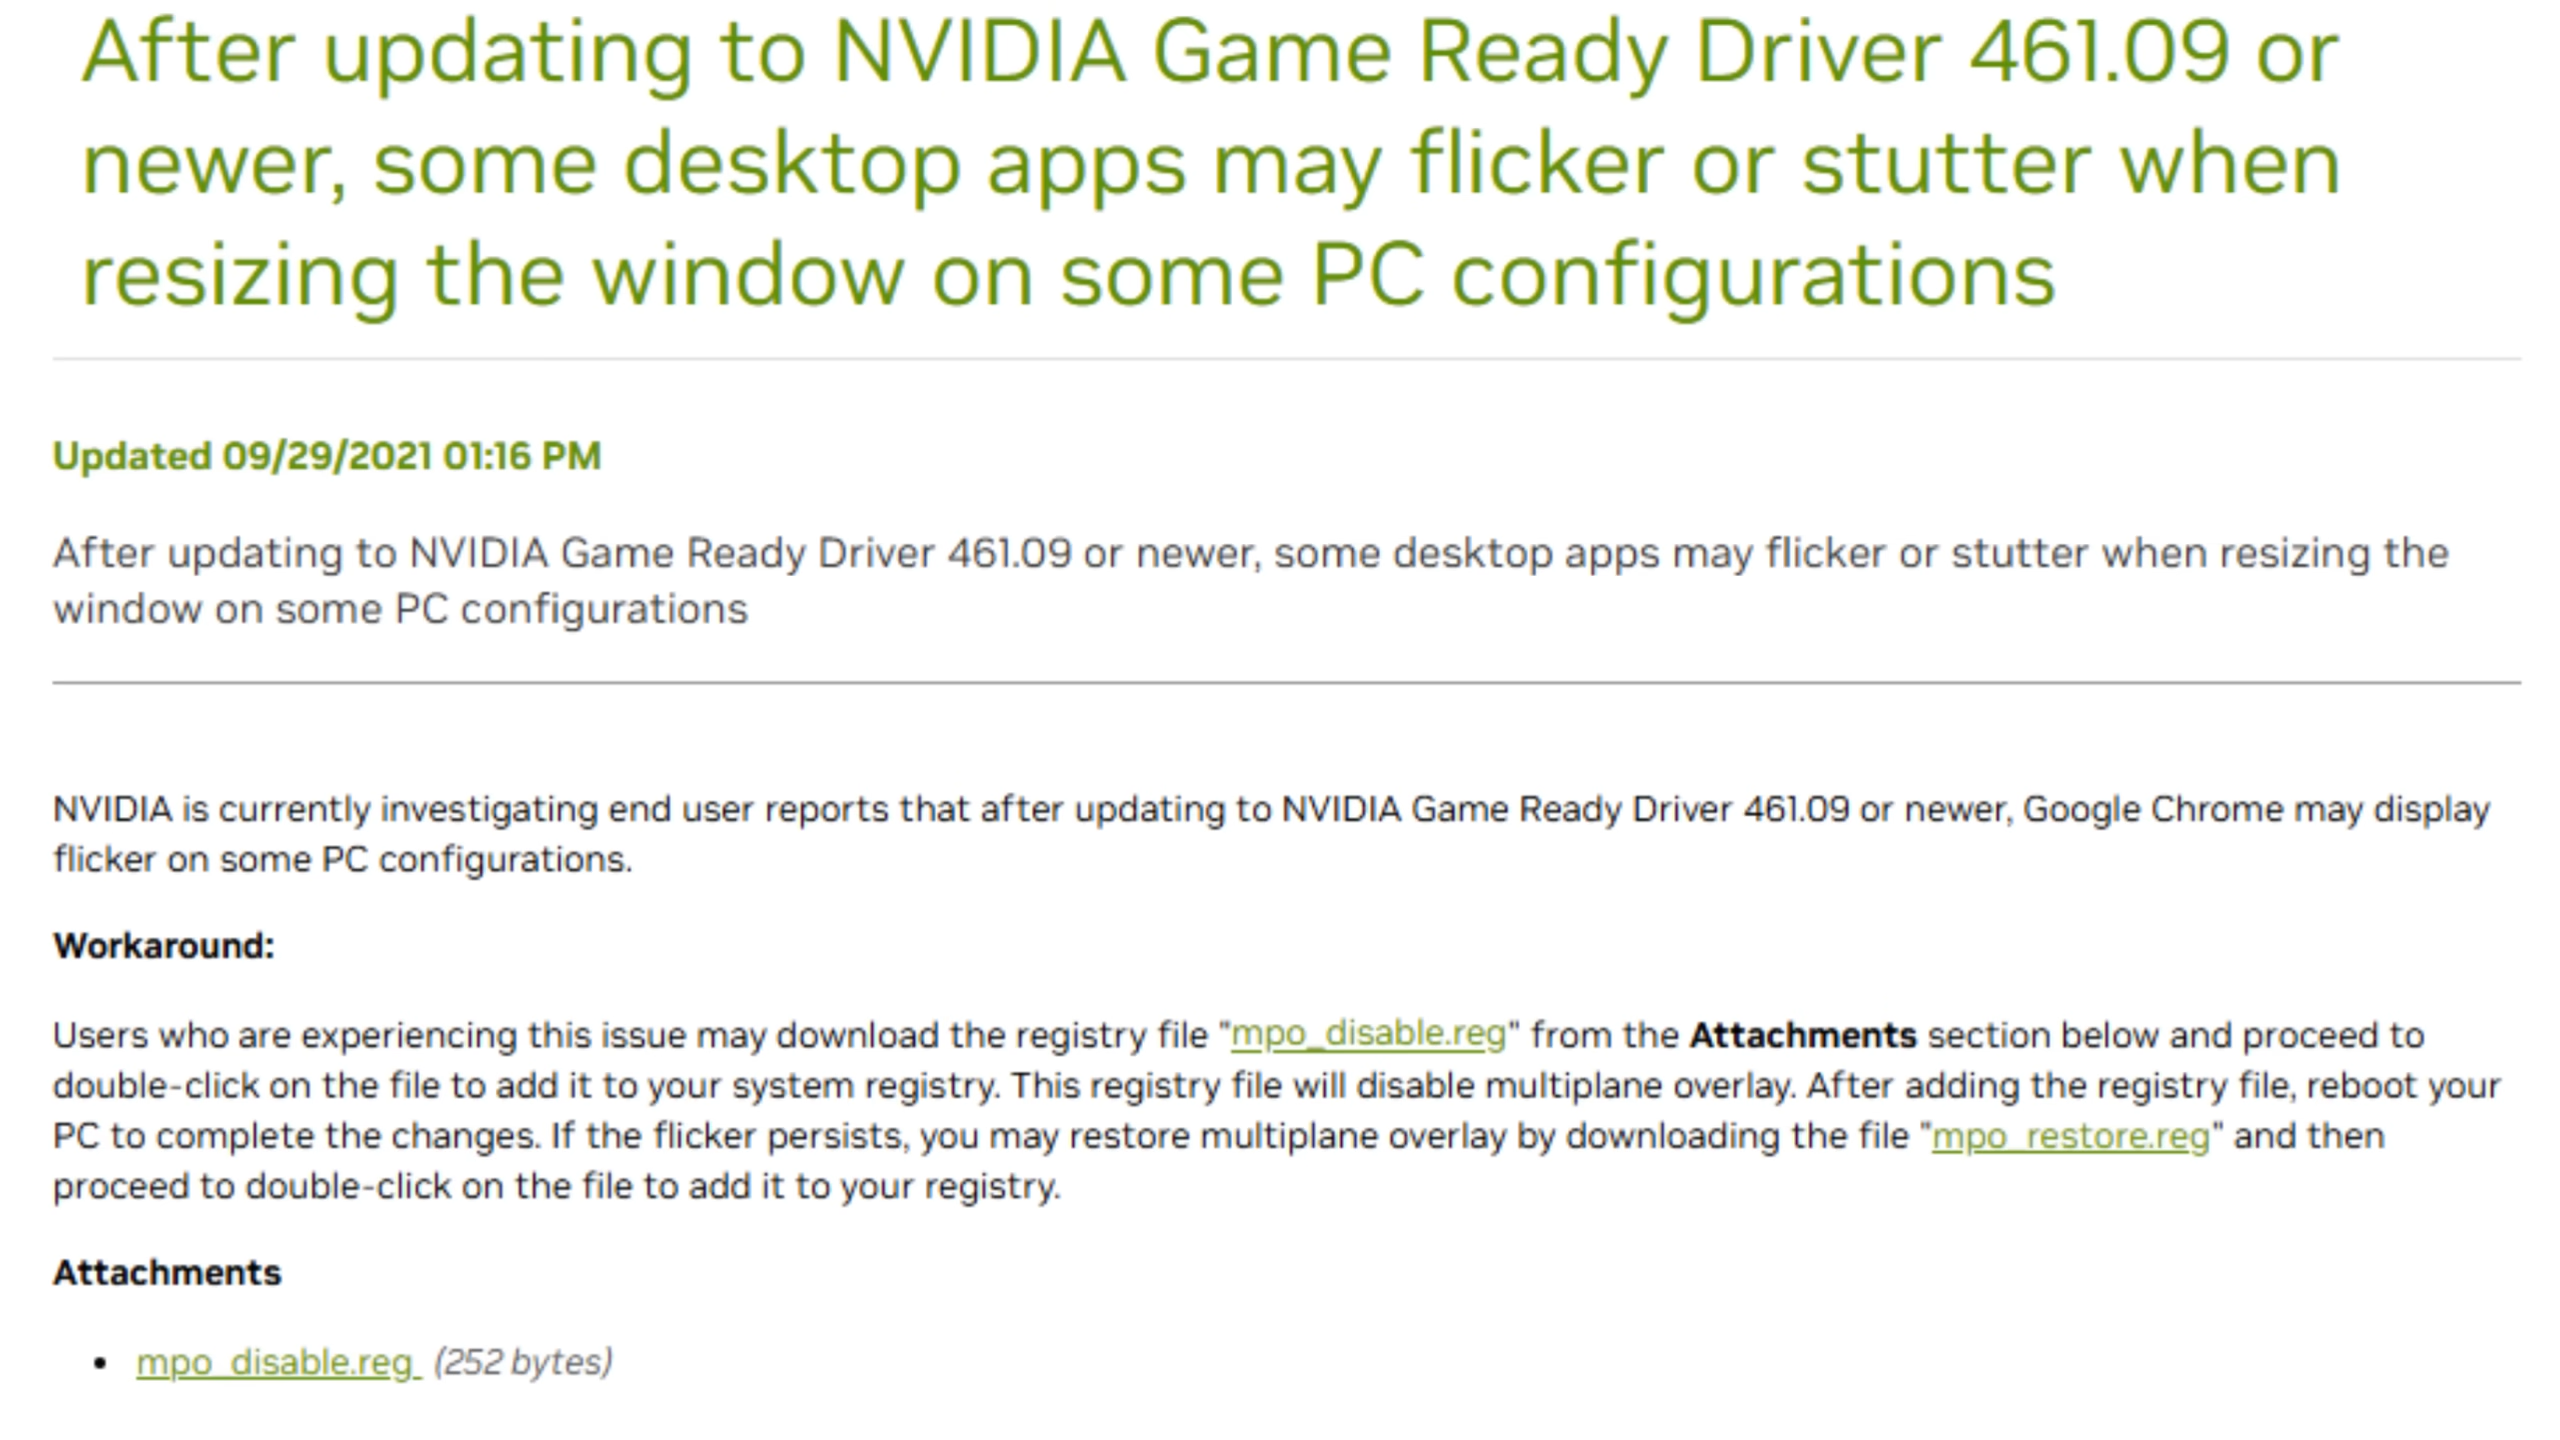 After updating to NVIDIA Game Ready Driver 461.09 or
newer, some desktop apps may flicker or stutter when
resizing the window on some PC configurations
Updated 09/29/2021 01:16 PM
After updating to NVIDIA Game Ready Driver 461.09 or newer, some desktop apps may flicker or stutter when resizing the
window on some PC configurations
NVIDIA is currently investigating end user reports that after updating to NVIDIA Game Ready Driver 461.09 or newer, Google Chrome may display
flicker on some PC configurations.
Workaround:
Users who are experiencing this issue may download the registry file "mpo_disable.reg" from the Attachments section below and proceed to
double-click on the file to add it to your system registry. This registry file will disable multiplane overlay. After adding the registry file, reboot your
PC to complete the changes. If the flicker persists, you may restore multiplane overlay by downloading the file "mpo_restore.reg" and then
proceed to double-click on the file to add it to your registry.
Attachments
• mpo_disable.reg (252 bytes)